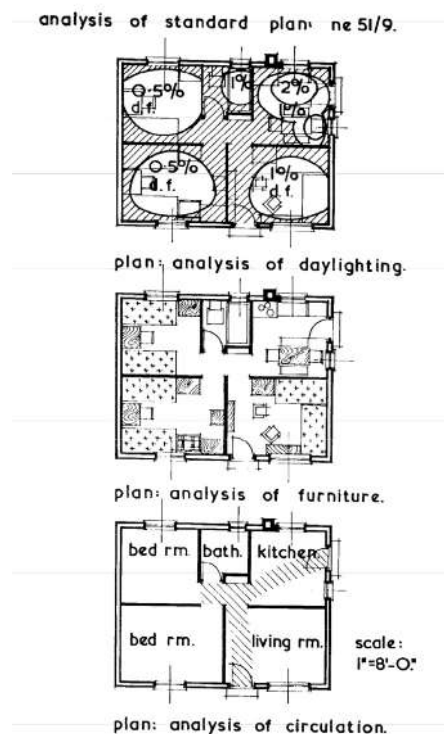 analysis of standard plan: ne 51/9.
0.5%
d.f.
1%
2%
1%
0.5%
d.f.
1%
d.f.
plan: analysis of daylighting.
plan: analysis of furniture.
bed rm.
bath.
kitchen.
bed rm.
living rm.
scale:
1"=8'-0"
plan: analysis of circulation.